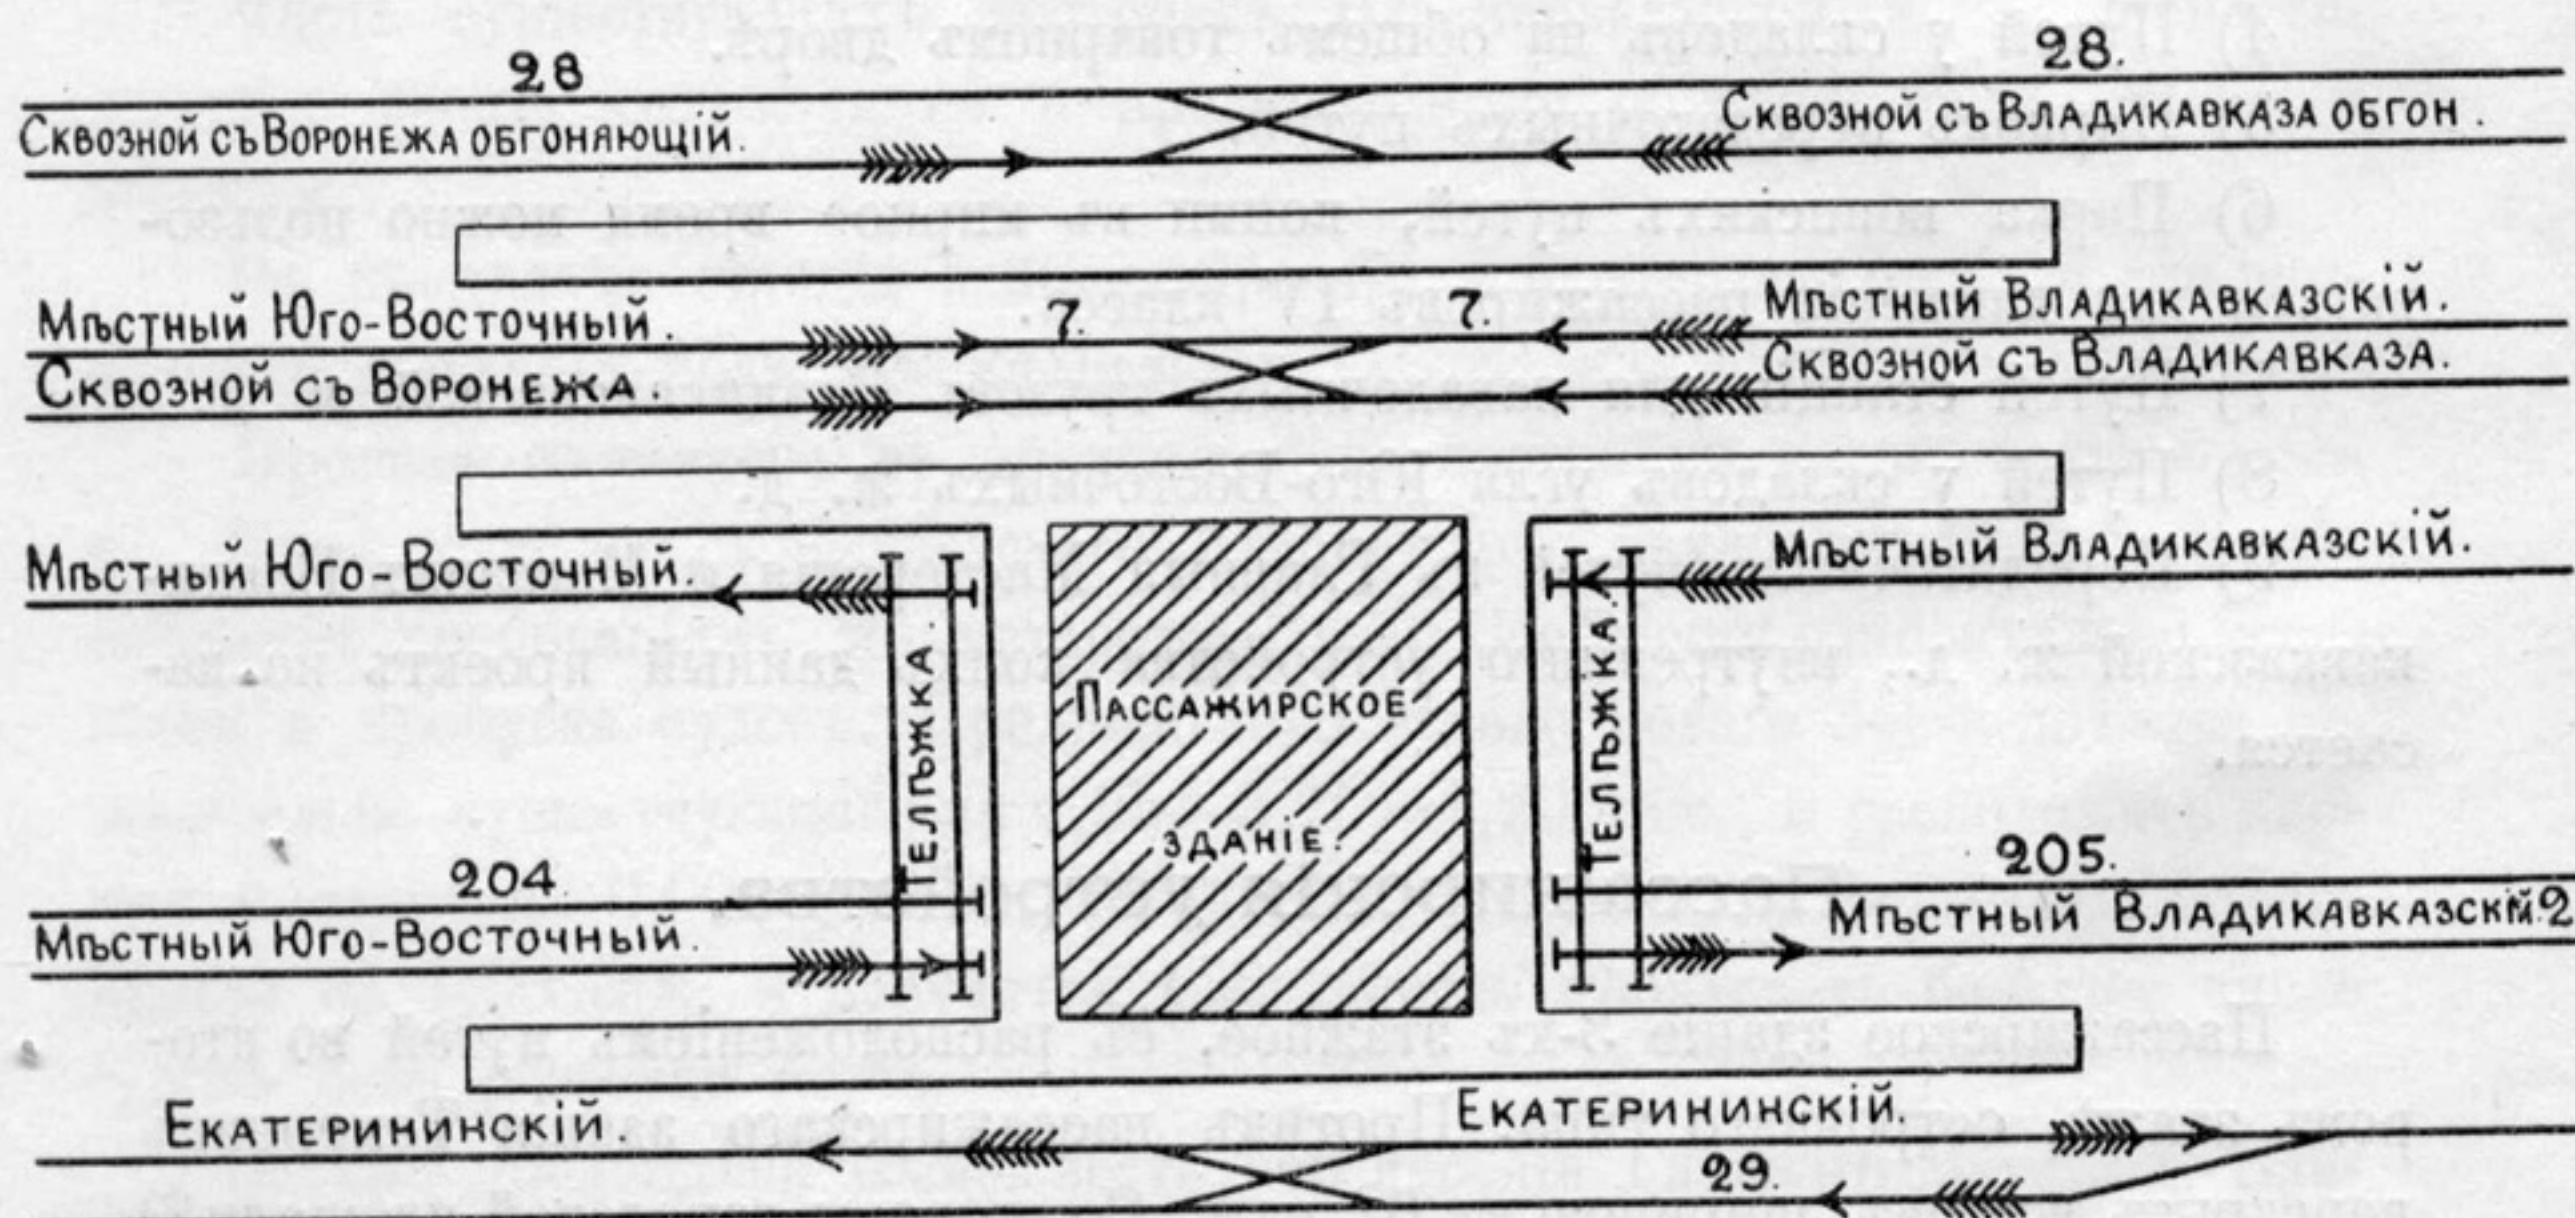 28
28.
Сквозной съ Воронежа обгоняющій.
Сквозной съ Владикавказа обгон.
Мѣстный Юго-Восточный.
7.
7.
Мѣстный Владикавказскій.
Сквозной съ Воронежа.
Сквозной съ Владикавказа.
Мѣстный Юго-Восточный.
Мѣстный Владикавказскій.
Телѣжка.
Телѣжка.
Пассажирское
зданіе.
204.
205.
Мѣстный Юго-Восточный.
Мѣстный Владикавказскій.2
Екатерининскій.
Екатерининскій.
29.